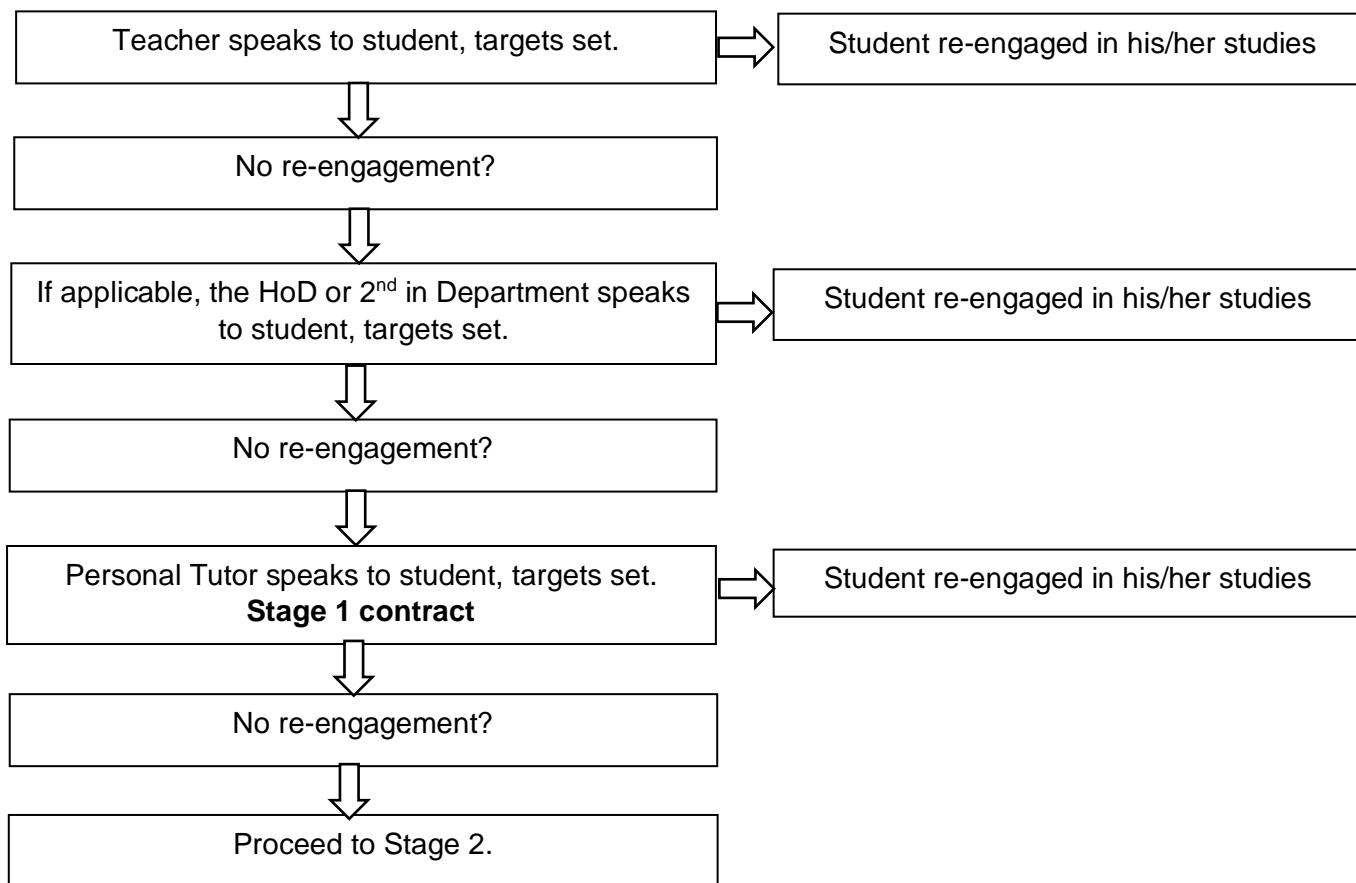 Teacher speaks to student, targets set.
Student re-engaged in his/her studies
No re-engagement?
If applicable, the HoD or 2nd in Department speaks
to student, targets set.
Student re-engaged in his/her studies
No re-engagement?
Personal Tutor speaks to student, targets set.
Stage 1 contract
Student re-engaged in his/her studies
No re-engagement?
Proceed to Stage 2.